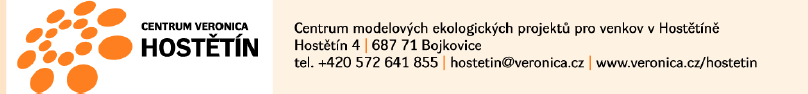 CENTRUM VERONICA
HOSTĚTÍN
Centrum modelových ekologických projektů pro venkov v Hostětíně
Hostětín 4 | 687 71 Bojkovice
tel. +420 572 641 855 | hostetin@veronica.cz | www.veronica.cz/hostetin